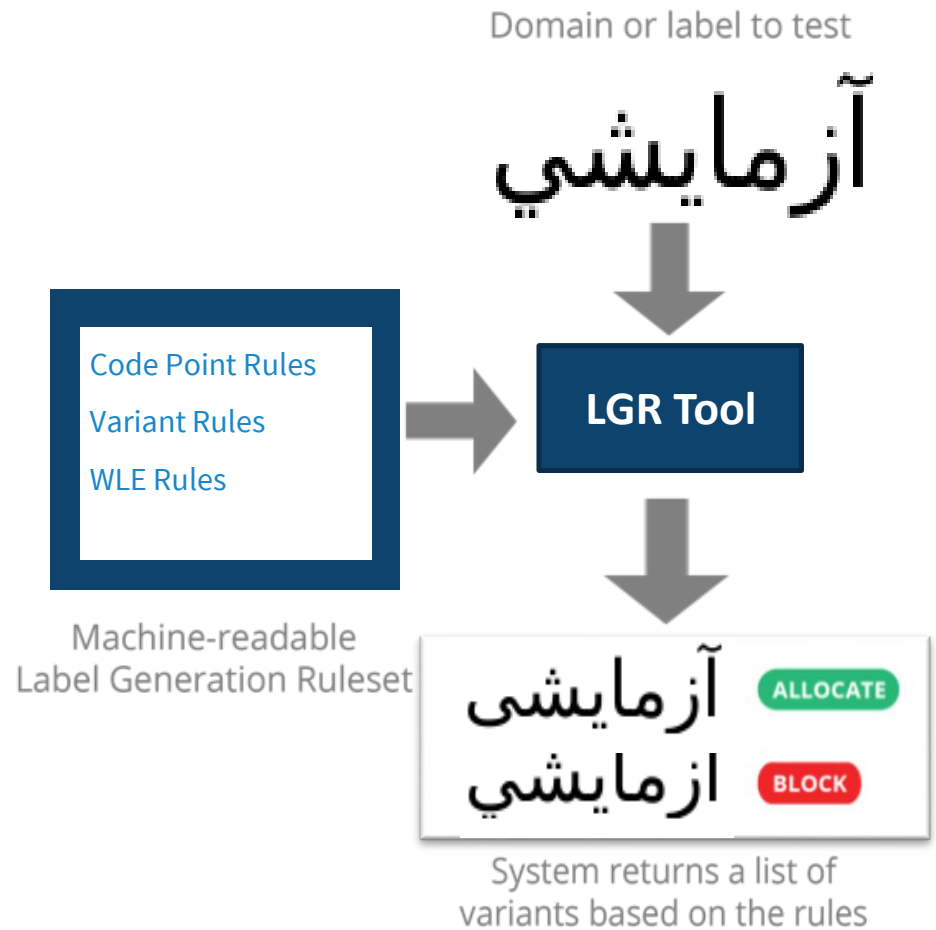 Domain or label to test
آزمايشي
Code Point Rules
Variant Rules
WLE Rules
LGR Tool
Machine-readable
Label Generation Ruleset
آزمایشی ALLOCATE
ازمايشي BLOCK
System returns a list of
variants based on the rules